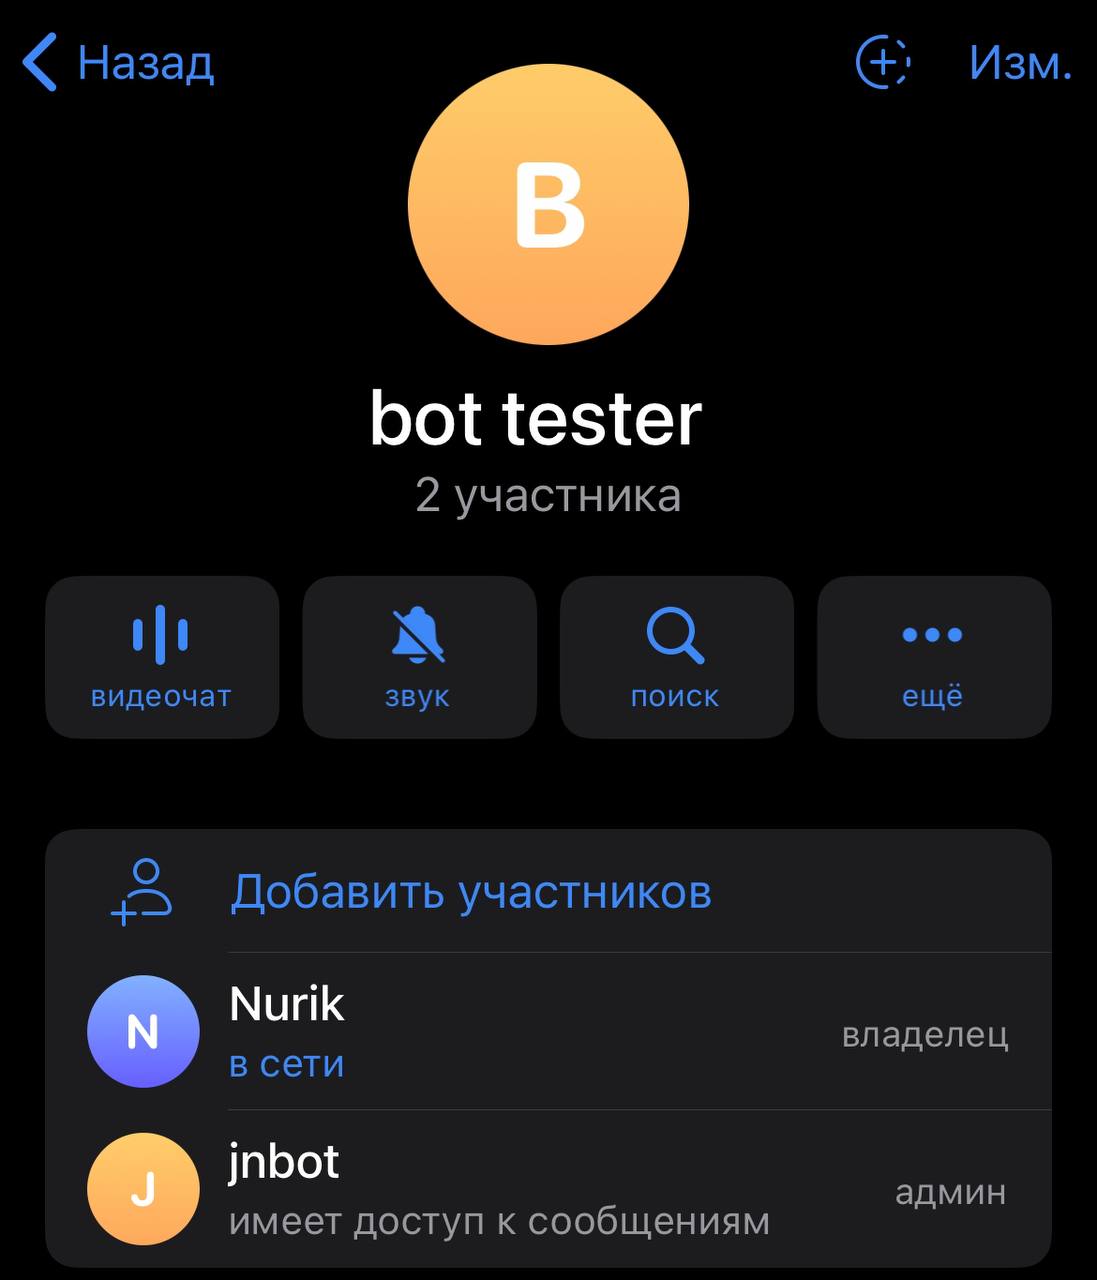 Назад
Изм.
B
bot tester
2 участника
видеочат
звук
поиск
ещё
Добавить участников
N
Nurik
в сети
владелец
J
jnbot
имеет доступ к сообщениям
админ